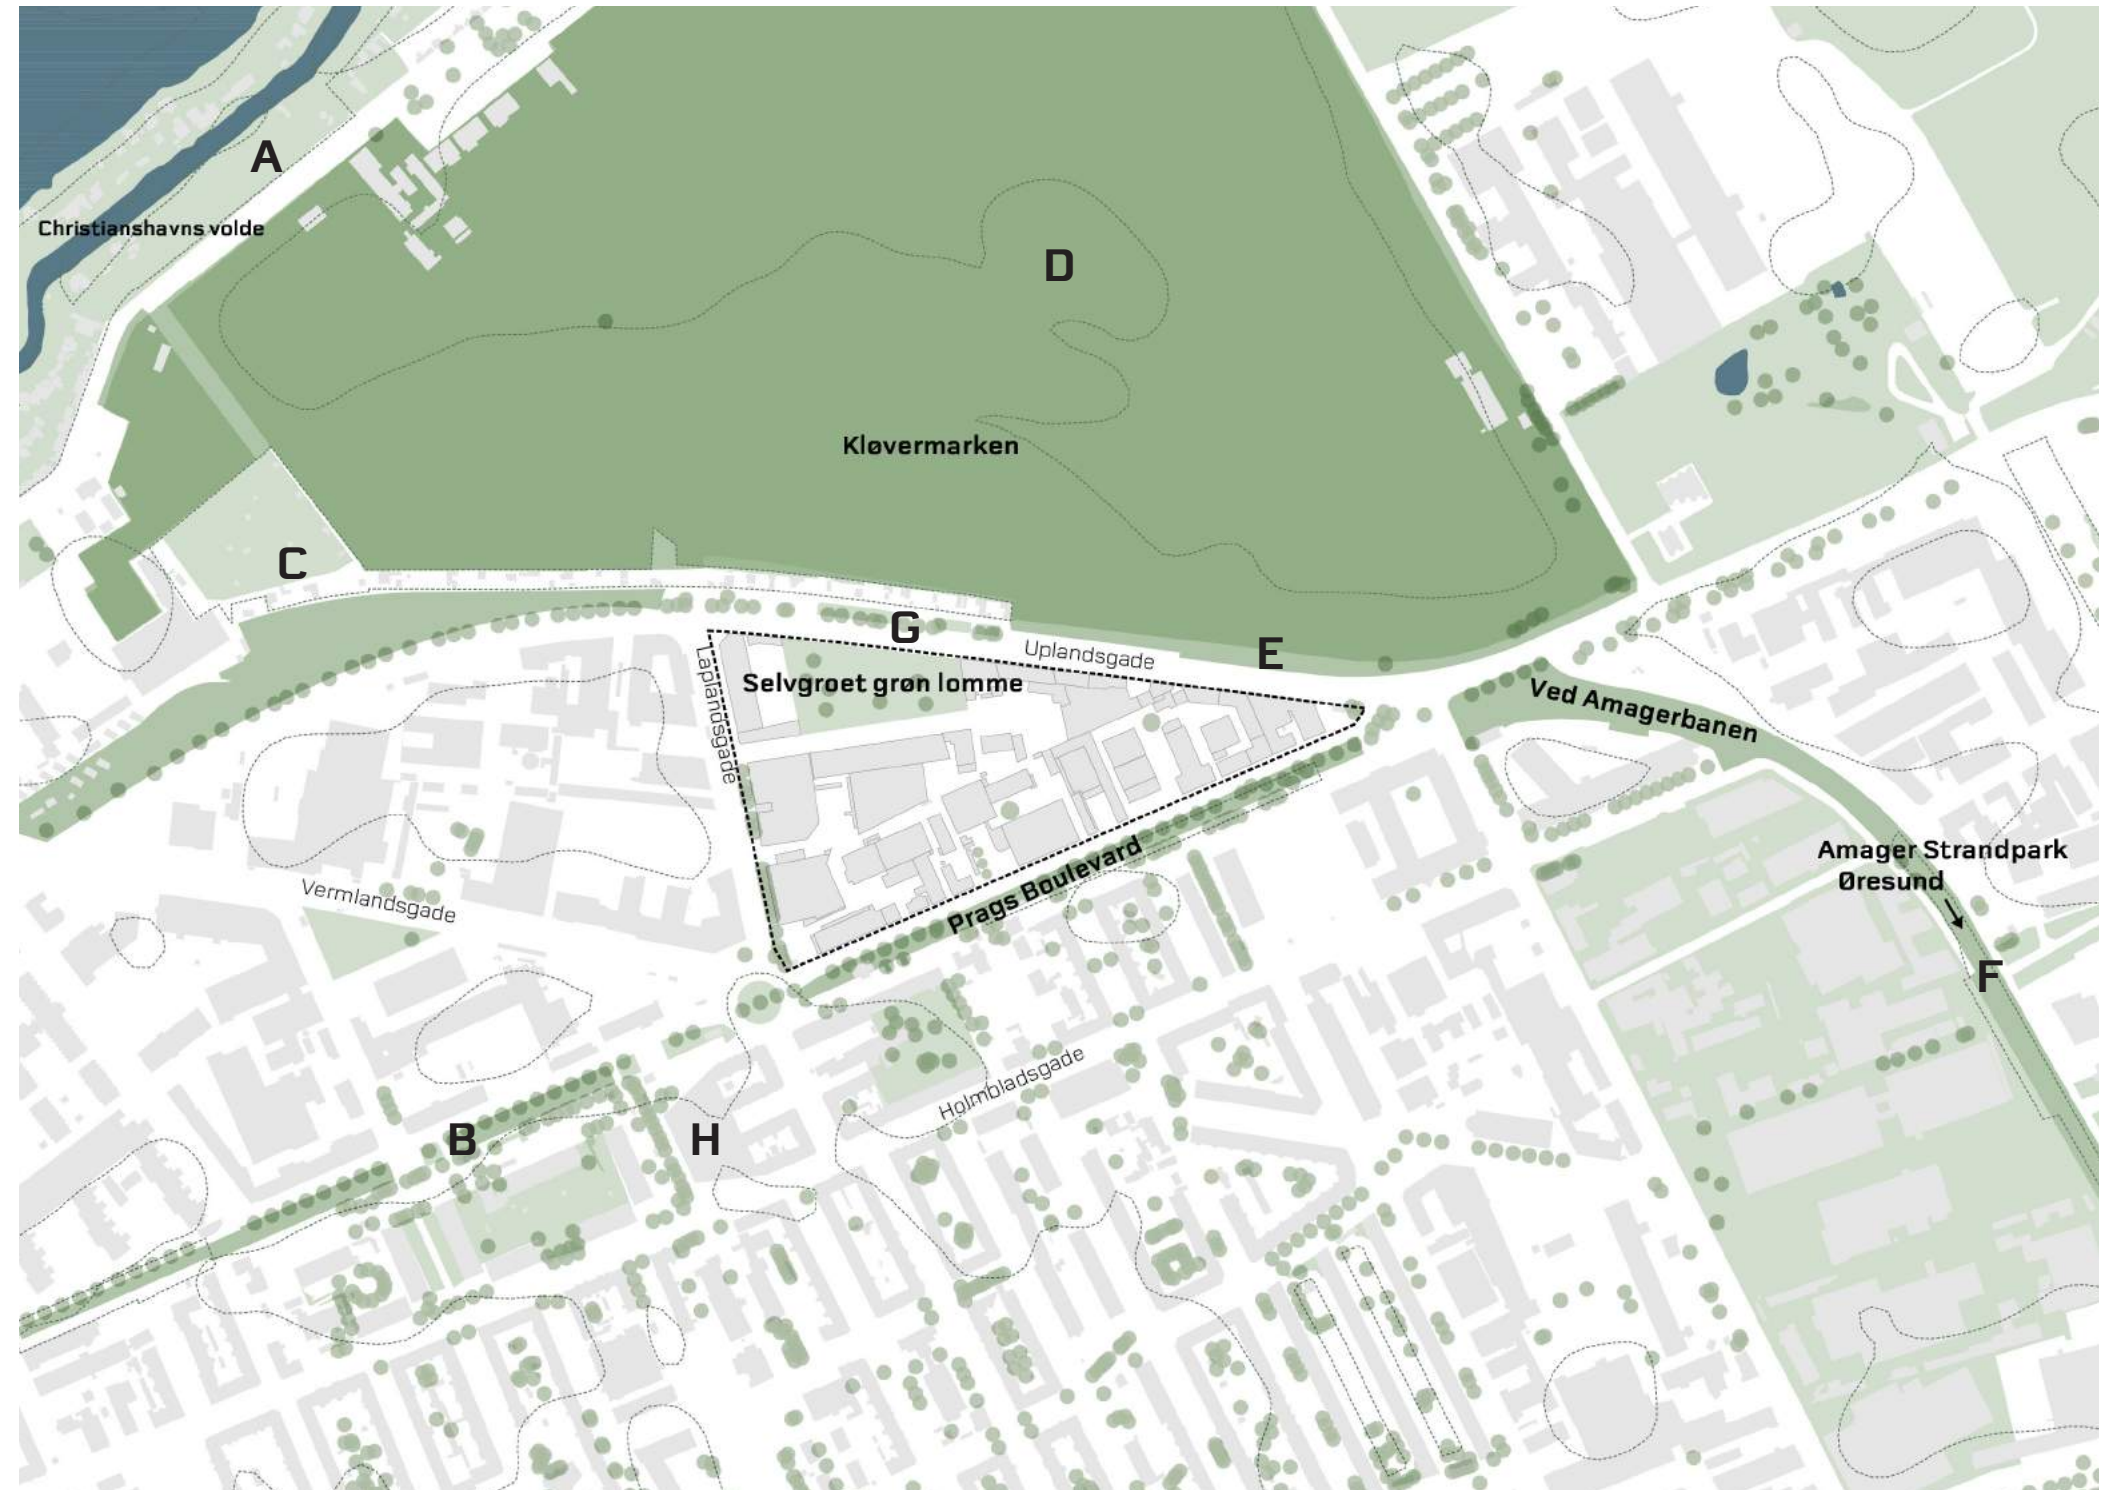 A
Christianshavns volde
D
Kløvermarken
C
G
Uplandsgade
E
Laplandsgade
Selvgroet grøn lomme
Ved Amagerbanen
Vermlandsgade
Prags Boulevard
Amager Strandpark
Øresund
F
Holmbladsgade
B
H